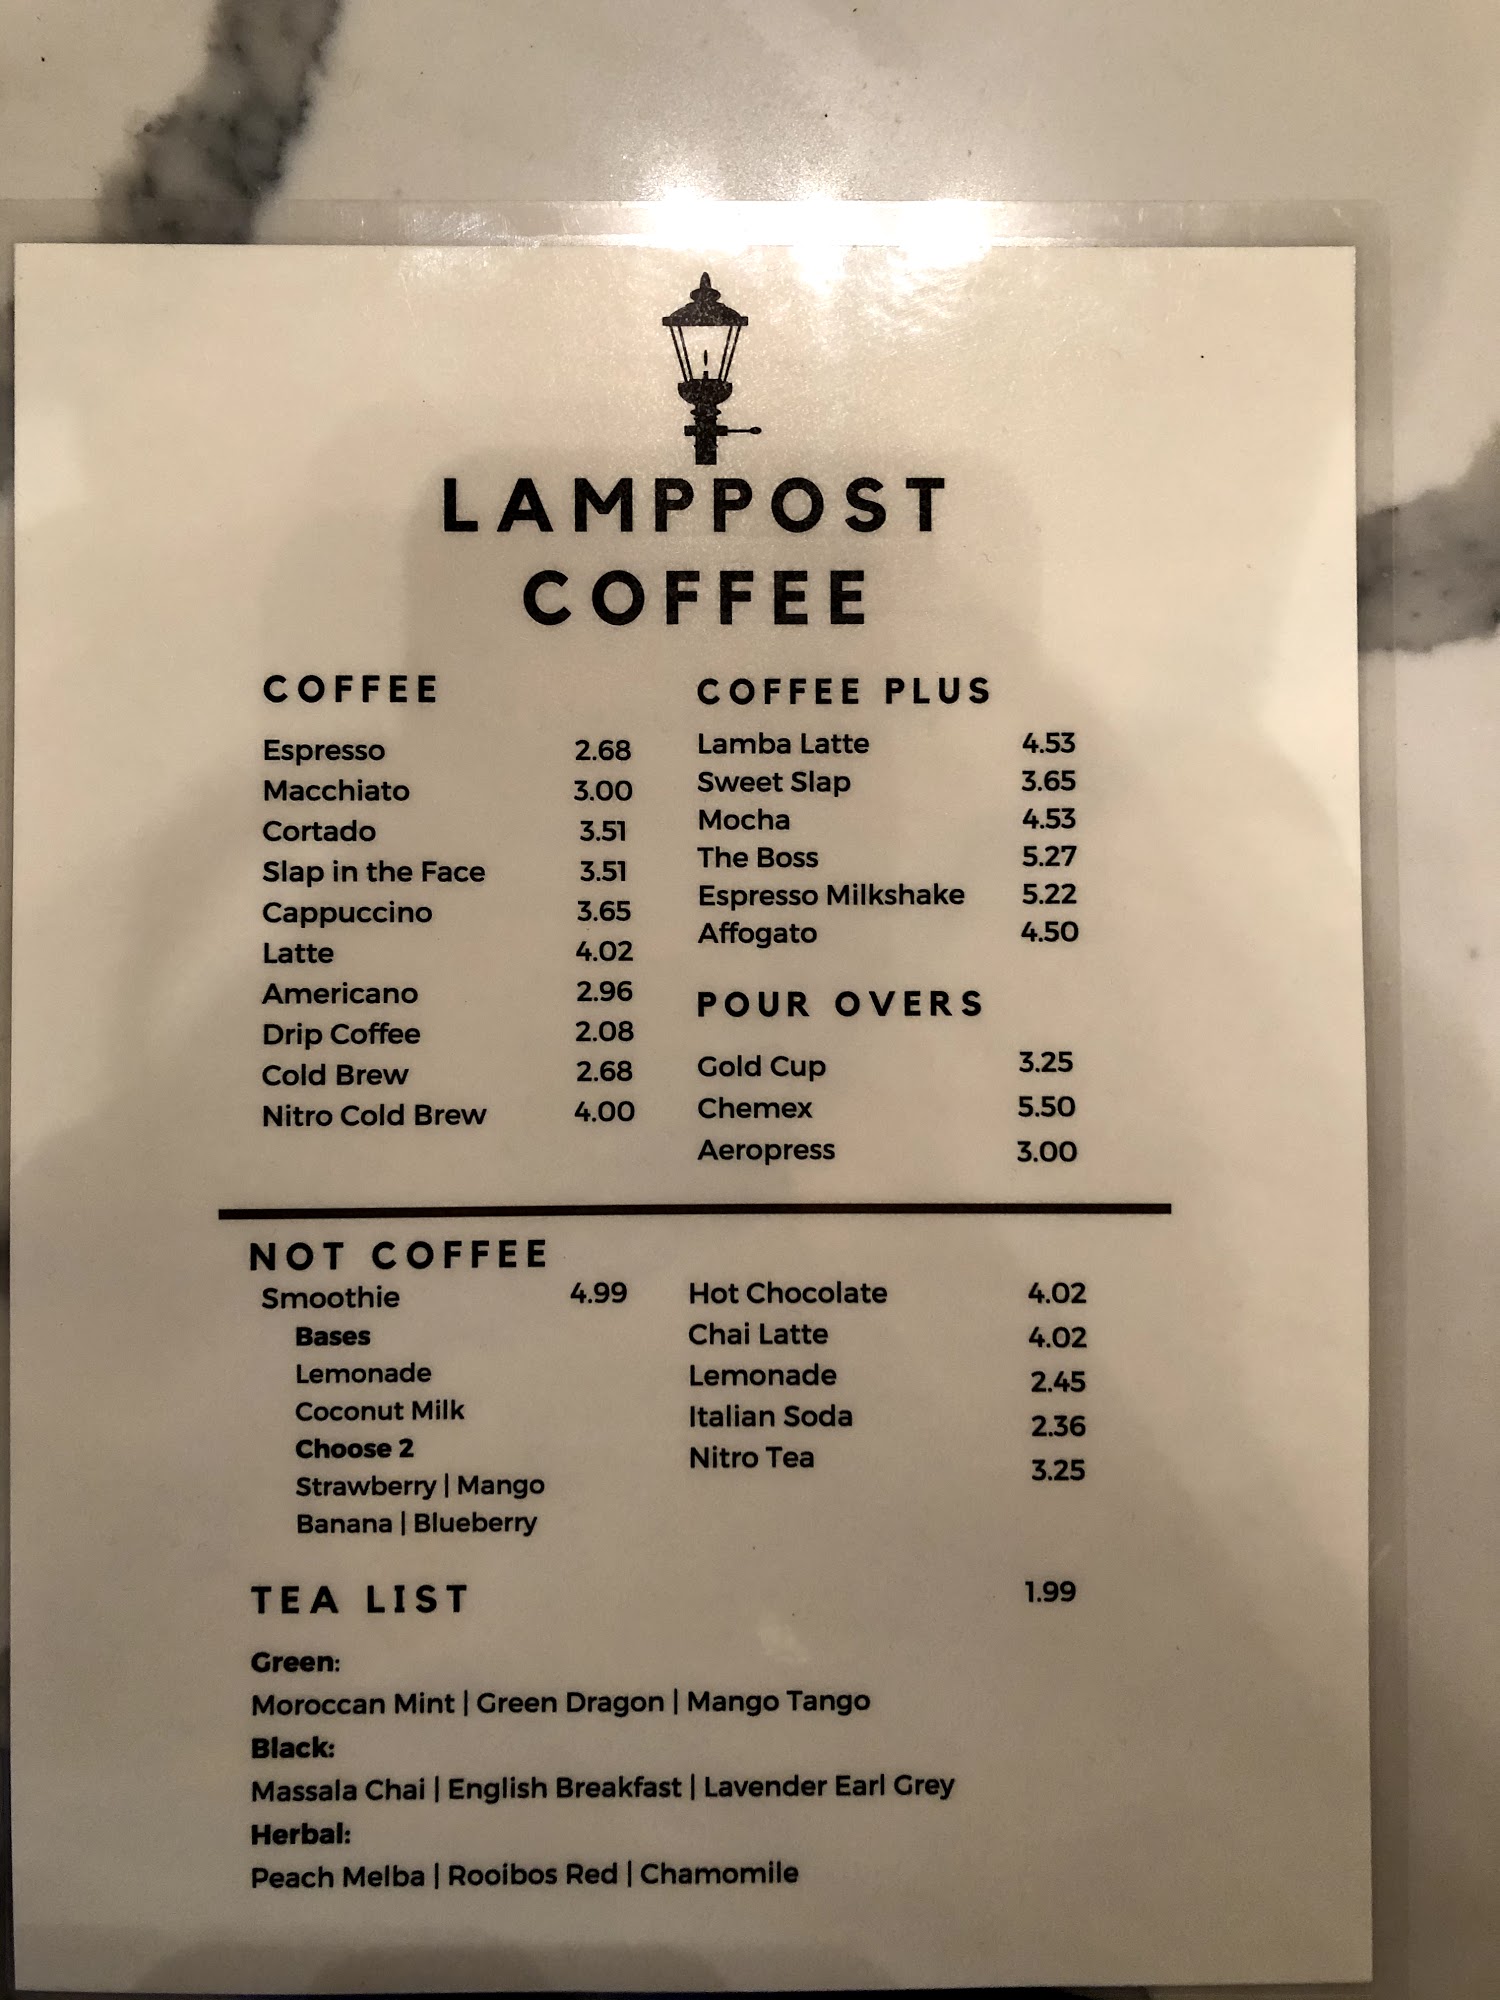 LAMPPOST
COFFEE
COFFEE
Espresso 2.68
Macchiato 3.00
Cortado 3.51
Slap in the Face 3.51
Cappuccino 3.65
Latte 4.02
Americano 2.96
Drip Coffee 2.08
Cold Brew 2.68
Nitro Cold Brew 4.00
COFFEE PLUS
Lamba Latte 4.53
Sweet Slap 3.65
Mocha 4.53
The Boss 5.27
Espresso Milkshake 5.22
Affogato 4.50
POUR OVERS
Gold Cup 3.25
Chemex 5.50
Aeropress 3.00
NOT COFFEE
Smoothie 4.99
Bases
Lemonade
Coconut Milk
Choose 2
Strawberry | Mango
Banana | Blueberry
Hot Chocolate 4.02
Chai Latte 4.02
Lemonade 2.45
Italian Soda 2.36
Nitro Tea 3.25
TEA LIST 1.99
Green:
Moroccan Mint | Green Dragon | Mango Tango
Black:
Massala Chai | English Breakfast | Lavender Earl Grey
Herbal:
Peach Melba | Rooibos Red | Chamomile